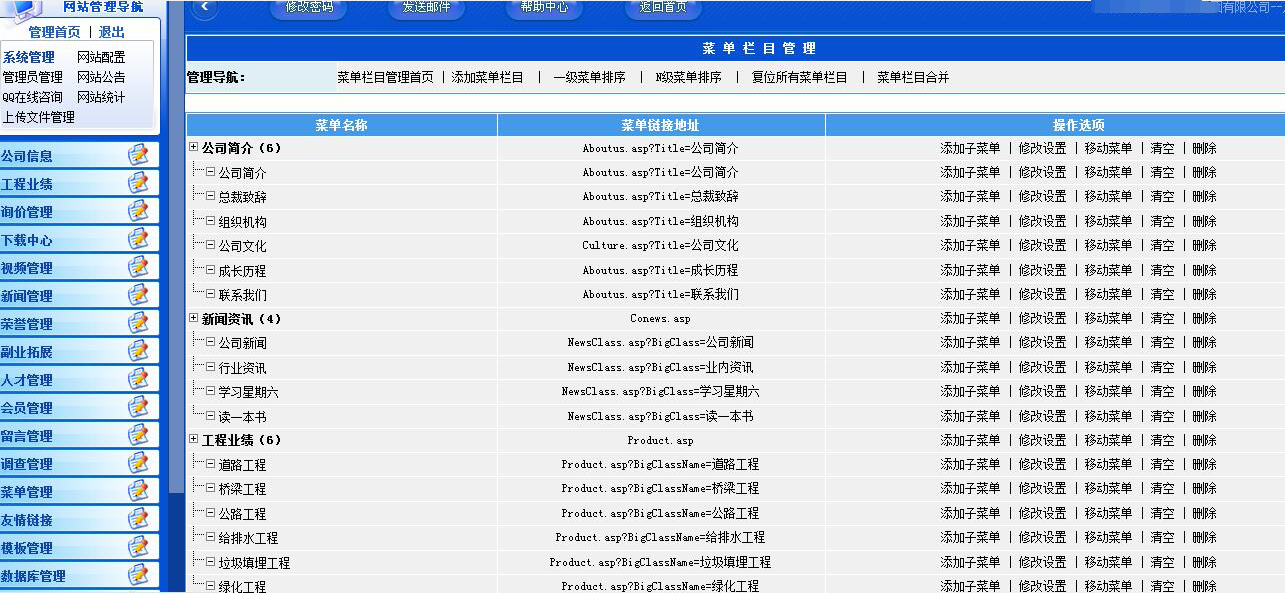 网站管理导航
管理首页 | 退出
系统管理 网站配置
管理员管理 网站公告
QQ在线咨询 网站统计
上传文件管理
公司信息
工程业绩
询价管理
下载中心
视频管理
新闻管理
荣誉管理
副业拓展
人才管理
会员管理
留言管理
调查管理
菜单管理
友情链接
模板管理
数据库管理
修改密码 发送邮件 帮助中心 返回首页
有限公司--
菜单栏目管理
管理导航: 菜单栏目管理首页 | 添加菜单栏目 | 一级菜单排序 | N级菜单排序 | 复位所有菜单栏目 | 菜单栏目合并
菜单名称 菜单链接地址 操作选项
公司简介 (6) Aboutus.asp?Title=公司简介 添加子菜单 | 修改设置 | 移动菜单 | 清空 | 删除
公司简介 Aboutus.asp?Title=公司简介 添加子菜单 | 修改设置 | 移动菜单 | 清空 | 删除
总裁致辞 Aboutus.asp?Title=总裁致辞 添加子菜单 | 修改设置 | 移动菜单 | 清空 | 删除
组织机构 Aboutus.asp?Title=组织机构 添加子菜单 | 修改设置 | 移动菜单 | 清空 | 删除
公司文化 Culture.asp?Title=公司文化 添加子菜单 | 修改设置 | 移动菜单 | 清空 | 删除
成长历程 Aboutus.asp?Title=成长历程 添加子菜单 | 修改设置 | 移动菜单 | 清空 | 删除
联系我们 Aboutus.asp?Title=联系我们 添加子菜单 | 修改设置 | 移动菜单 | 清空 | 删除
新闻资讯 (4) Conews.asp 添加子菜单 | 修改设置 | 移动菜单 | 清空 | 删除
公司新闻 NewsClass.asp?BigClass=公司新闻 添加子菜单 | 修改设置 | 移动菜单 | 清空 | 删除
行业资讯 NewsClass.asp?BigClass=业内资讯 添加子菜单 | 修改设置 | 移动菜单 | 清空 | 删除
学习星期六 NewsClass.asp?BigClass=学习星期六 添加子菜单 | 修改设置 | 移动菜单 | 清空 | 删除
读一本书 NewsClass.asp?BigClass=读一本书 添加子菜单 | 修改设置 | 移动菜单 | 清空 | 删除
工程业绩 (6) Product.asp 添加子菜单 | 修改设置 | 移动菜单 | 清空 | 删除
道路工程 Product.asp?BigClassName=道路工程 添加子菜单 | 修改设置 | 移动菜单 | 清空 | 删除
桥梁工程 Product.asp?BigClassName=桥梁工程 添加子菜单 | 修改设置 | 移动菜单 | 清空 | 删除
公路工程 Product.asp?BigClassName=公路工程 添加子菜单 | 修改设置 | 移动菜单 | 清空 | 删除
给排水工程 Product.asp?BigClassName=给排水工程 添加子菜单 | 修改设置 | 移动菜单 | 清空 | 删除
垃圾填埋工程 Product.asp?BigClassName=垃圾填埋工程 添加子菜单 | 修改设置 | 移动菜单 | 清空 | 删除
绿化工程 Product.asp?BigClassName=绿化工程 添加子菜单 | 修改设置 | 移动菜单 | 清空 | 删除